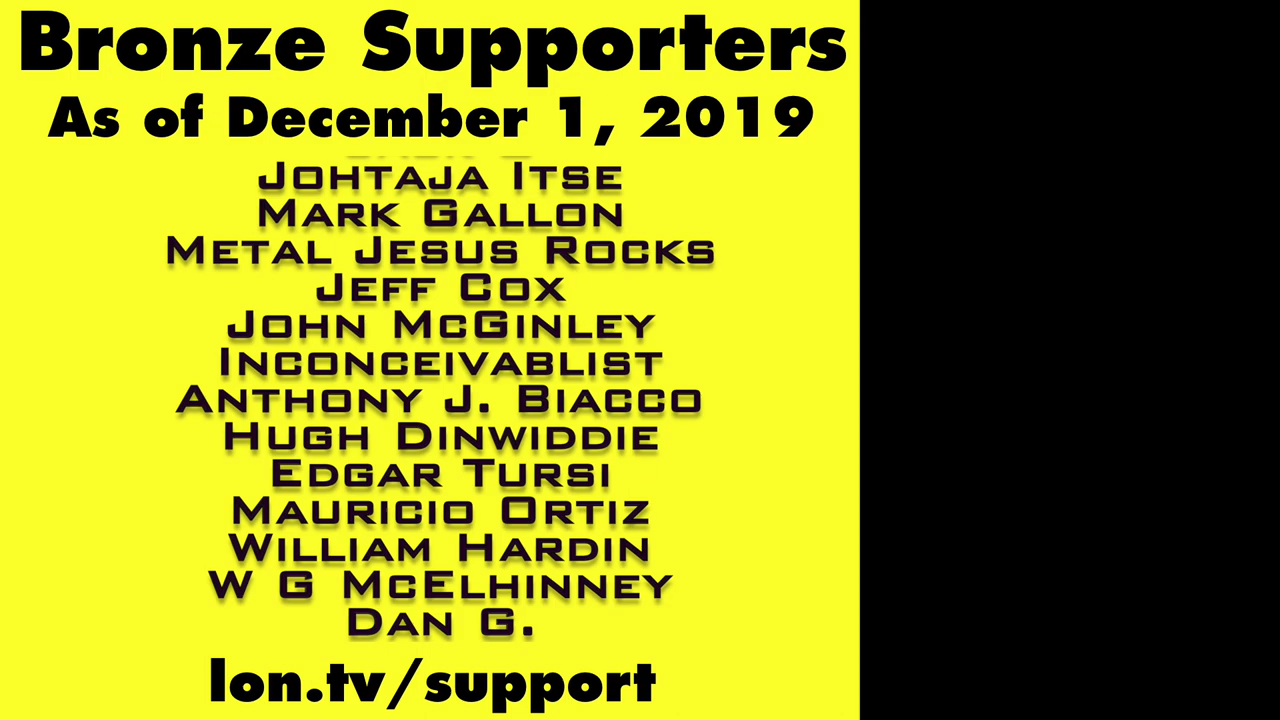 Bronze Supporters
As of December 1, 2019
Johtaja Itse
Mark Gallon
Metal Jesus Rocks
Jeff Cox
John McGinley
Inconceivablist
Anthony J. Biacco
Hugh Dinwiddie
Edgar Tursi
Mauricio Ortiz
William Hardin
W G McElhinney
Dan G.
lon.tv/support